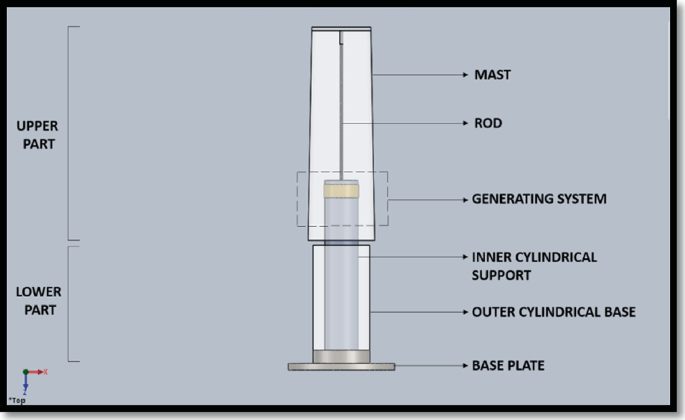 MAST
UPPER
PART
ROD
GENERATING SYSTEM
INNER CYLINDRICAL
SUPPORT
LOWER
PART
OUTER CYLINDRICAL BASE
BASE PLATE
X
Z
*Top